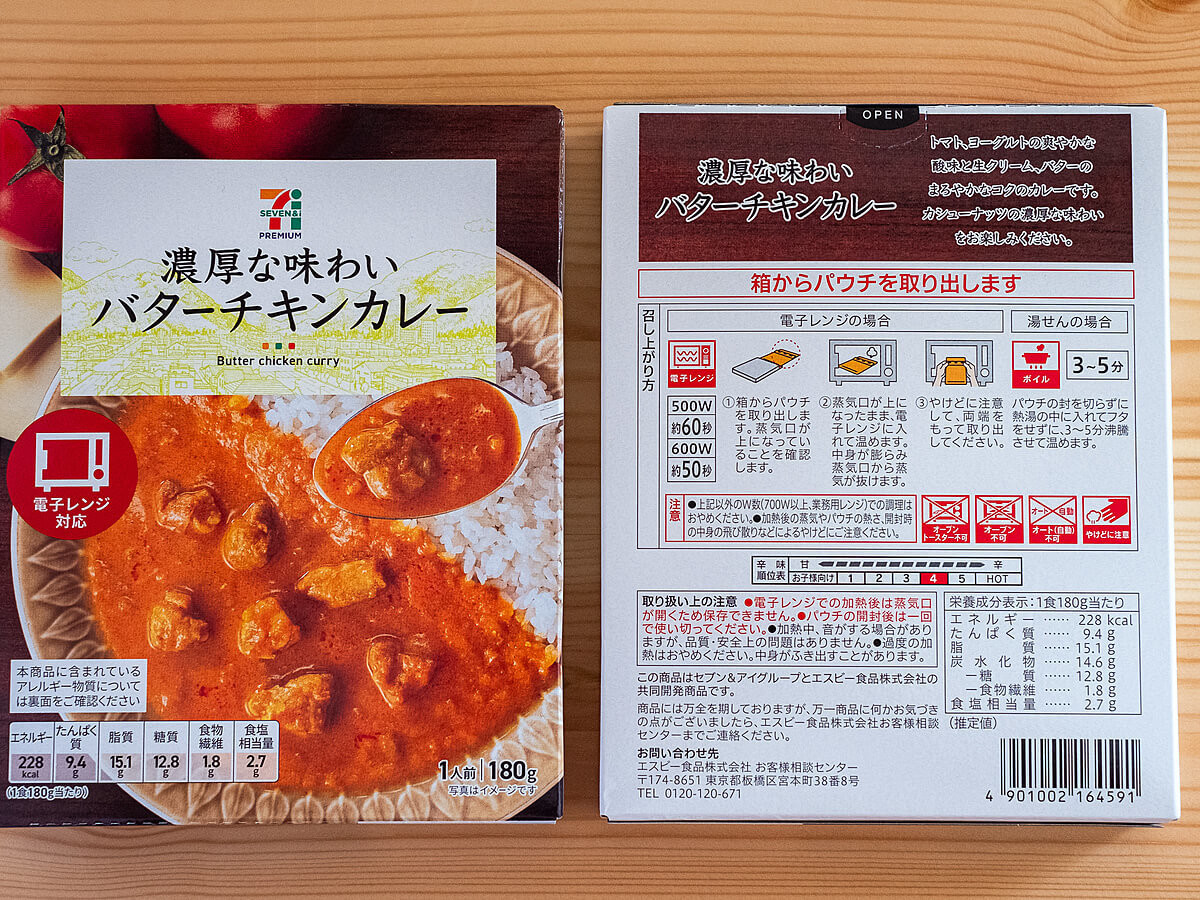 SEVEN&i
PREMIUM
濃厚な味わい
バターチキンカレー
Butter chicken curry
電子レンジ
対応
本商品に含まれている
アレルギー物質について
は裏面をご確認ください
エネルギー
228
kcal
たんぱく
質
9.4
g
脂質
15.1
g
糖質
12.8
g
食物
繊維
1.8
g
食塩
相当量
2.7
g
(1食180g当たり)
1人前 180g
写真はイメージです
OPEN
濃厚な味わい
バターチキンカレー
トマト、ヨーグルトの爽やかな
酸味と生クリーム、バターの
まろやかなコクのカレーです。
カシューナッツの濃厚な味わい
をお楽しみください。
箱からパウチを取り出します
召し上がり方
電子レンジの場合
電子レンジ
500W
約60秒
600W
約50秒
①箱からパウチ
を取り出しま
す。蒸気口が
上になってい
ることを確認
します。
②蒸気口が上に
なったまま、電
子レンジに入
れて温めます。
中身が膨らみ
蒸気口から蒸
気が抜けます。
③やけどに注意
して、両端を
もって取り出
してください。
湯せんの場合
ボイル
3~5分
パウチの封を切らずに
熱湯の中に入れてフタ
をせずに、3~5分沸騰
させて温めます。
注意
●上記以外のW数(700W以上、業務用レンジ)での調理は
おやめください。●加熱後の蒸気やパウチの熱さ、開封時
の中身の飛び散りなどによるやけどにご注意ください。
オーブン
トースター不可
オーブン
不可
オート・自動
オート(自動)
不可
やけどに注意
辛味
順位表
甘 辛
お子様向け 1 2 3 4 5 HOT
取り扱い上の注意 ●電子レンジでの加熱後は蒸気口
が開くため保存できません。●パウチの開封後は一回
で使い切ってください。●加熱中、音がする場合があり
ますが、品質・安全上の問題はありません。●過度の加
熱はおやめください。中身がふき出すことがあります。
この商品はセブン&アイグループとエスビー食品株式会社の
共同開発商品です。
商品には万全を期しておりますが、万一商品に何かお気づき
の点がございましたら、エスビー食品株式会社お客様相談
センターまでご連絡ください。
お問い合わせ先
エスビー食品株式会社 お客様相談センター
〒174-8651 東京都板橋区宮本町38番8号
TEL 0120-120-671
栄養成分表示:1食180g当たり
エネルギー …… 228 kcal
たんぱく質 …… 9.4 g
脂質 …… 15.1 g
炭水化物 …… 14.6 g
ー糖質 …… 12.8 g
ー食物繊維 …… 1.8 g
食塩相当量 …… 2.7 g
(推定値)
4 901002 164591